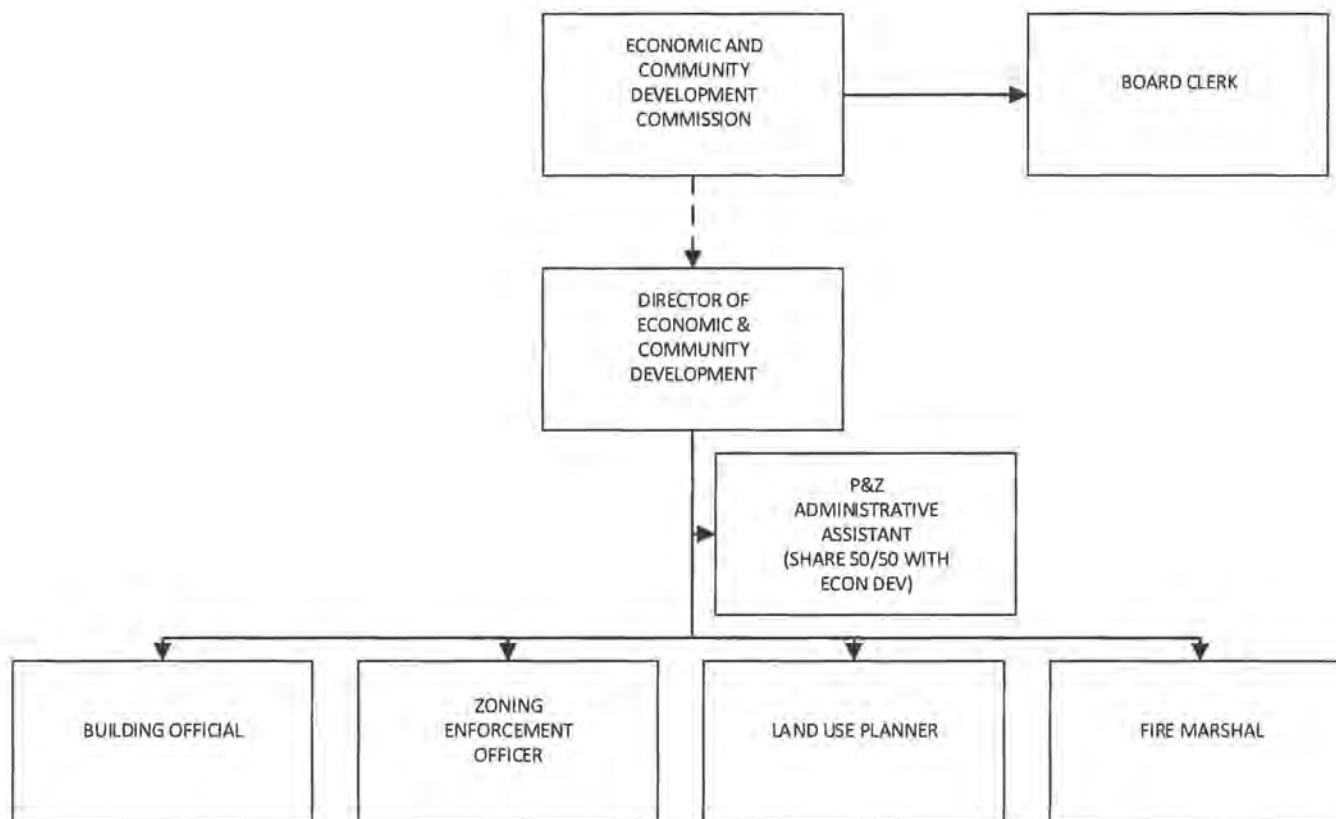 ECONOMIC AND
COMMUNITY
DEVELOPMENT
COMMISSION
BOARD CLERK
DIRECTOR OF
ECONOMIC &
COMMUNITY
DEVELOPMENT
P&Z
ADMINISTRATIVE
ASSISTANT
(SHARE 50/50 WITH
ECON DEV)
BUILDING OFFICIAL
ZONING
ENFORCEMENT
OFFICER
LAND USE PLANNER
FIRE MARSHAL